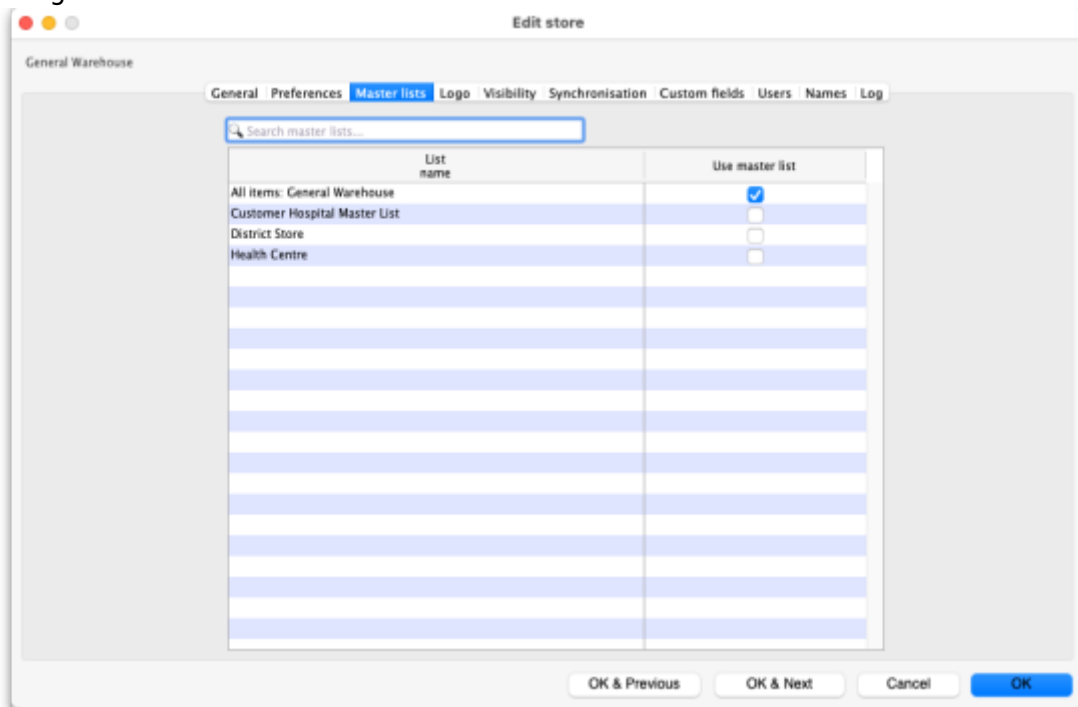 Edit store
General Warehouse
General Preferences Master lists Logo Visibility Synchronisation Custom fields Users Names Log
Search master lists...
List
name
Use master list
All items: General Warehouse
Customer Hospital Master List
District Store
Health Centre
OK & Previous OK & Next Cancel OK